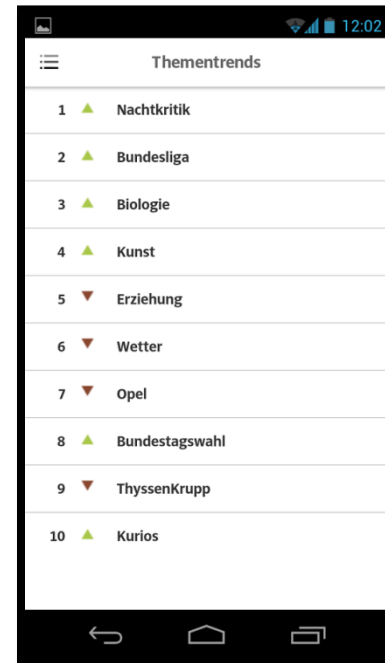 12:02
Thementrends
1 Nachtkritik
2 Bundesliga
3 Biologie
4 Kunst
5 Erziehung
6 Wetter
7 Opel
8 Bundestagswahl
9 ThyssenKrupp
10 Kurios